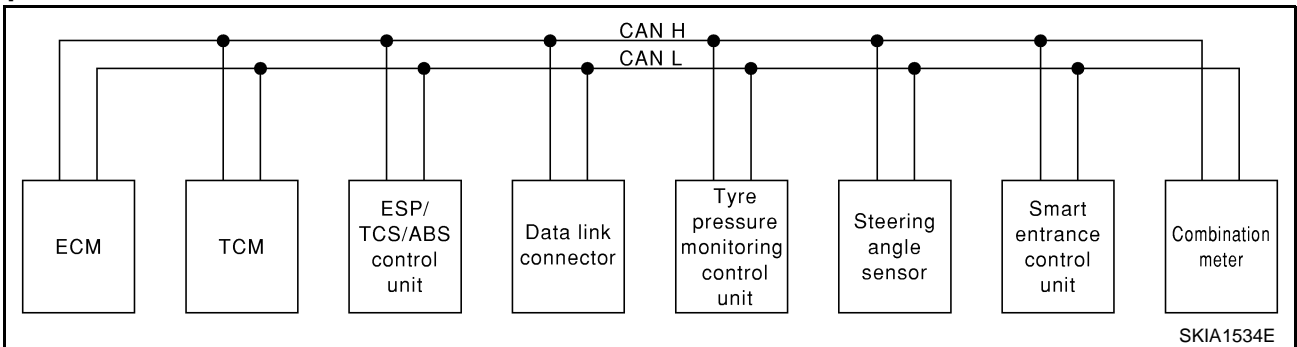 CAN H
CAN L
ECM
TCM
ESP/
TCS/ABS
control
unit
Data link
connector
Tyre
pressure
monitoring
control
unit
Steering
angle
sensor
Smart
entrance
control
unit
Combination
meter
SKIA1534E